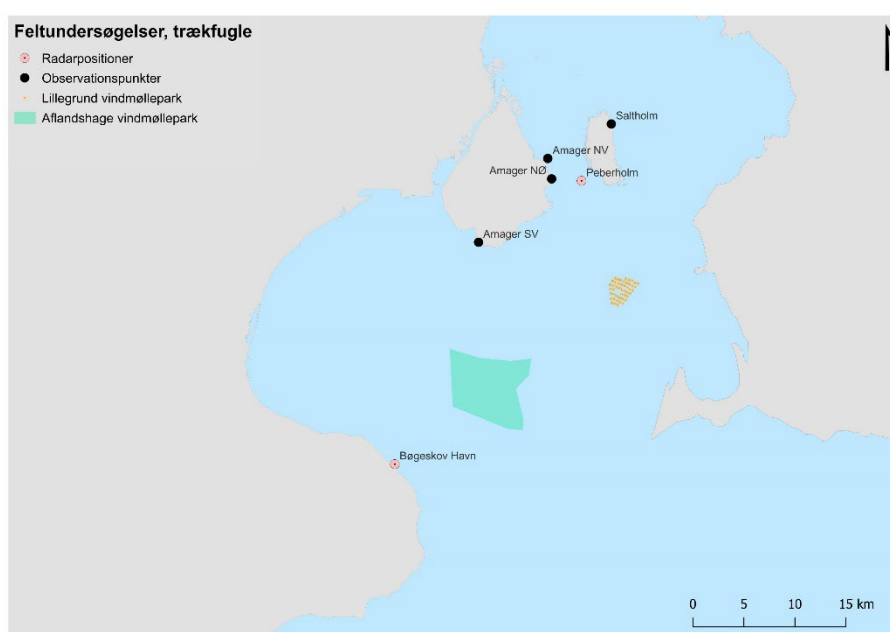 Feltundersøgelser, trækfugle
Radarpositioner
Observationspunkter
Lillegrund vindmøllepark
Aflandshage vindmøllepark
Saltholm
Amager NV
Amager NØ
Peberholm
Amager SV
Bøgeskov Havn
0 5 10 15 km